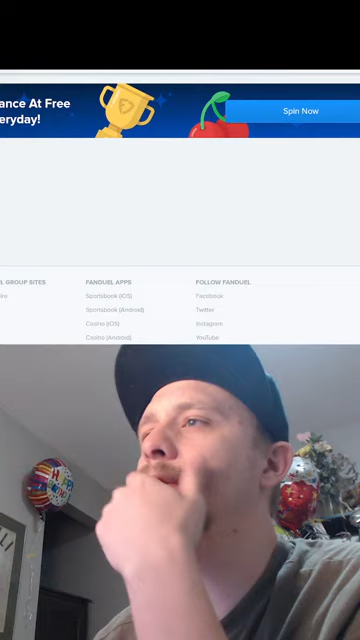 ance At Free
eryday!
Spin Now
GROUP SITES
FANDUEL APPS
FOLLOW FANDUEL
Sportsbook (iOS)
Facebook
Sportsbook (Android)
Twitter
Casino (iOS)
Instagram
Casino (Android)
YouTube